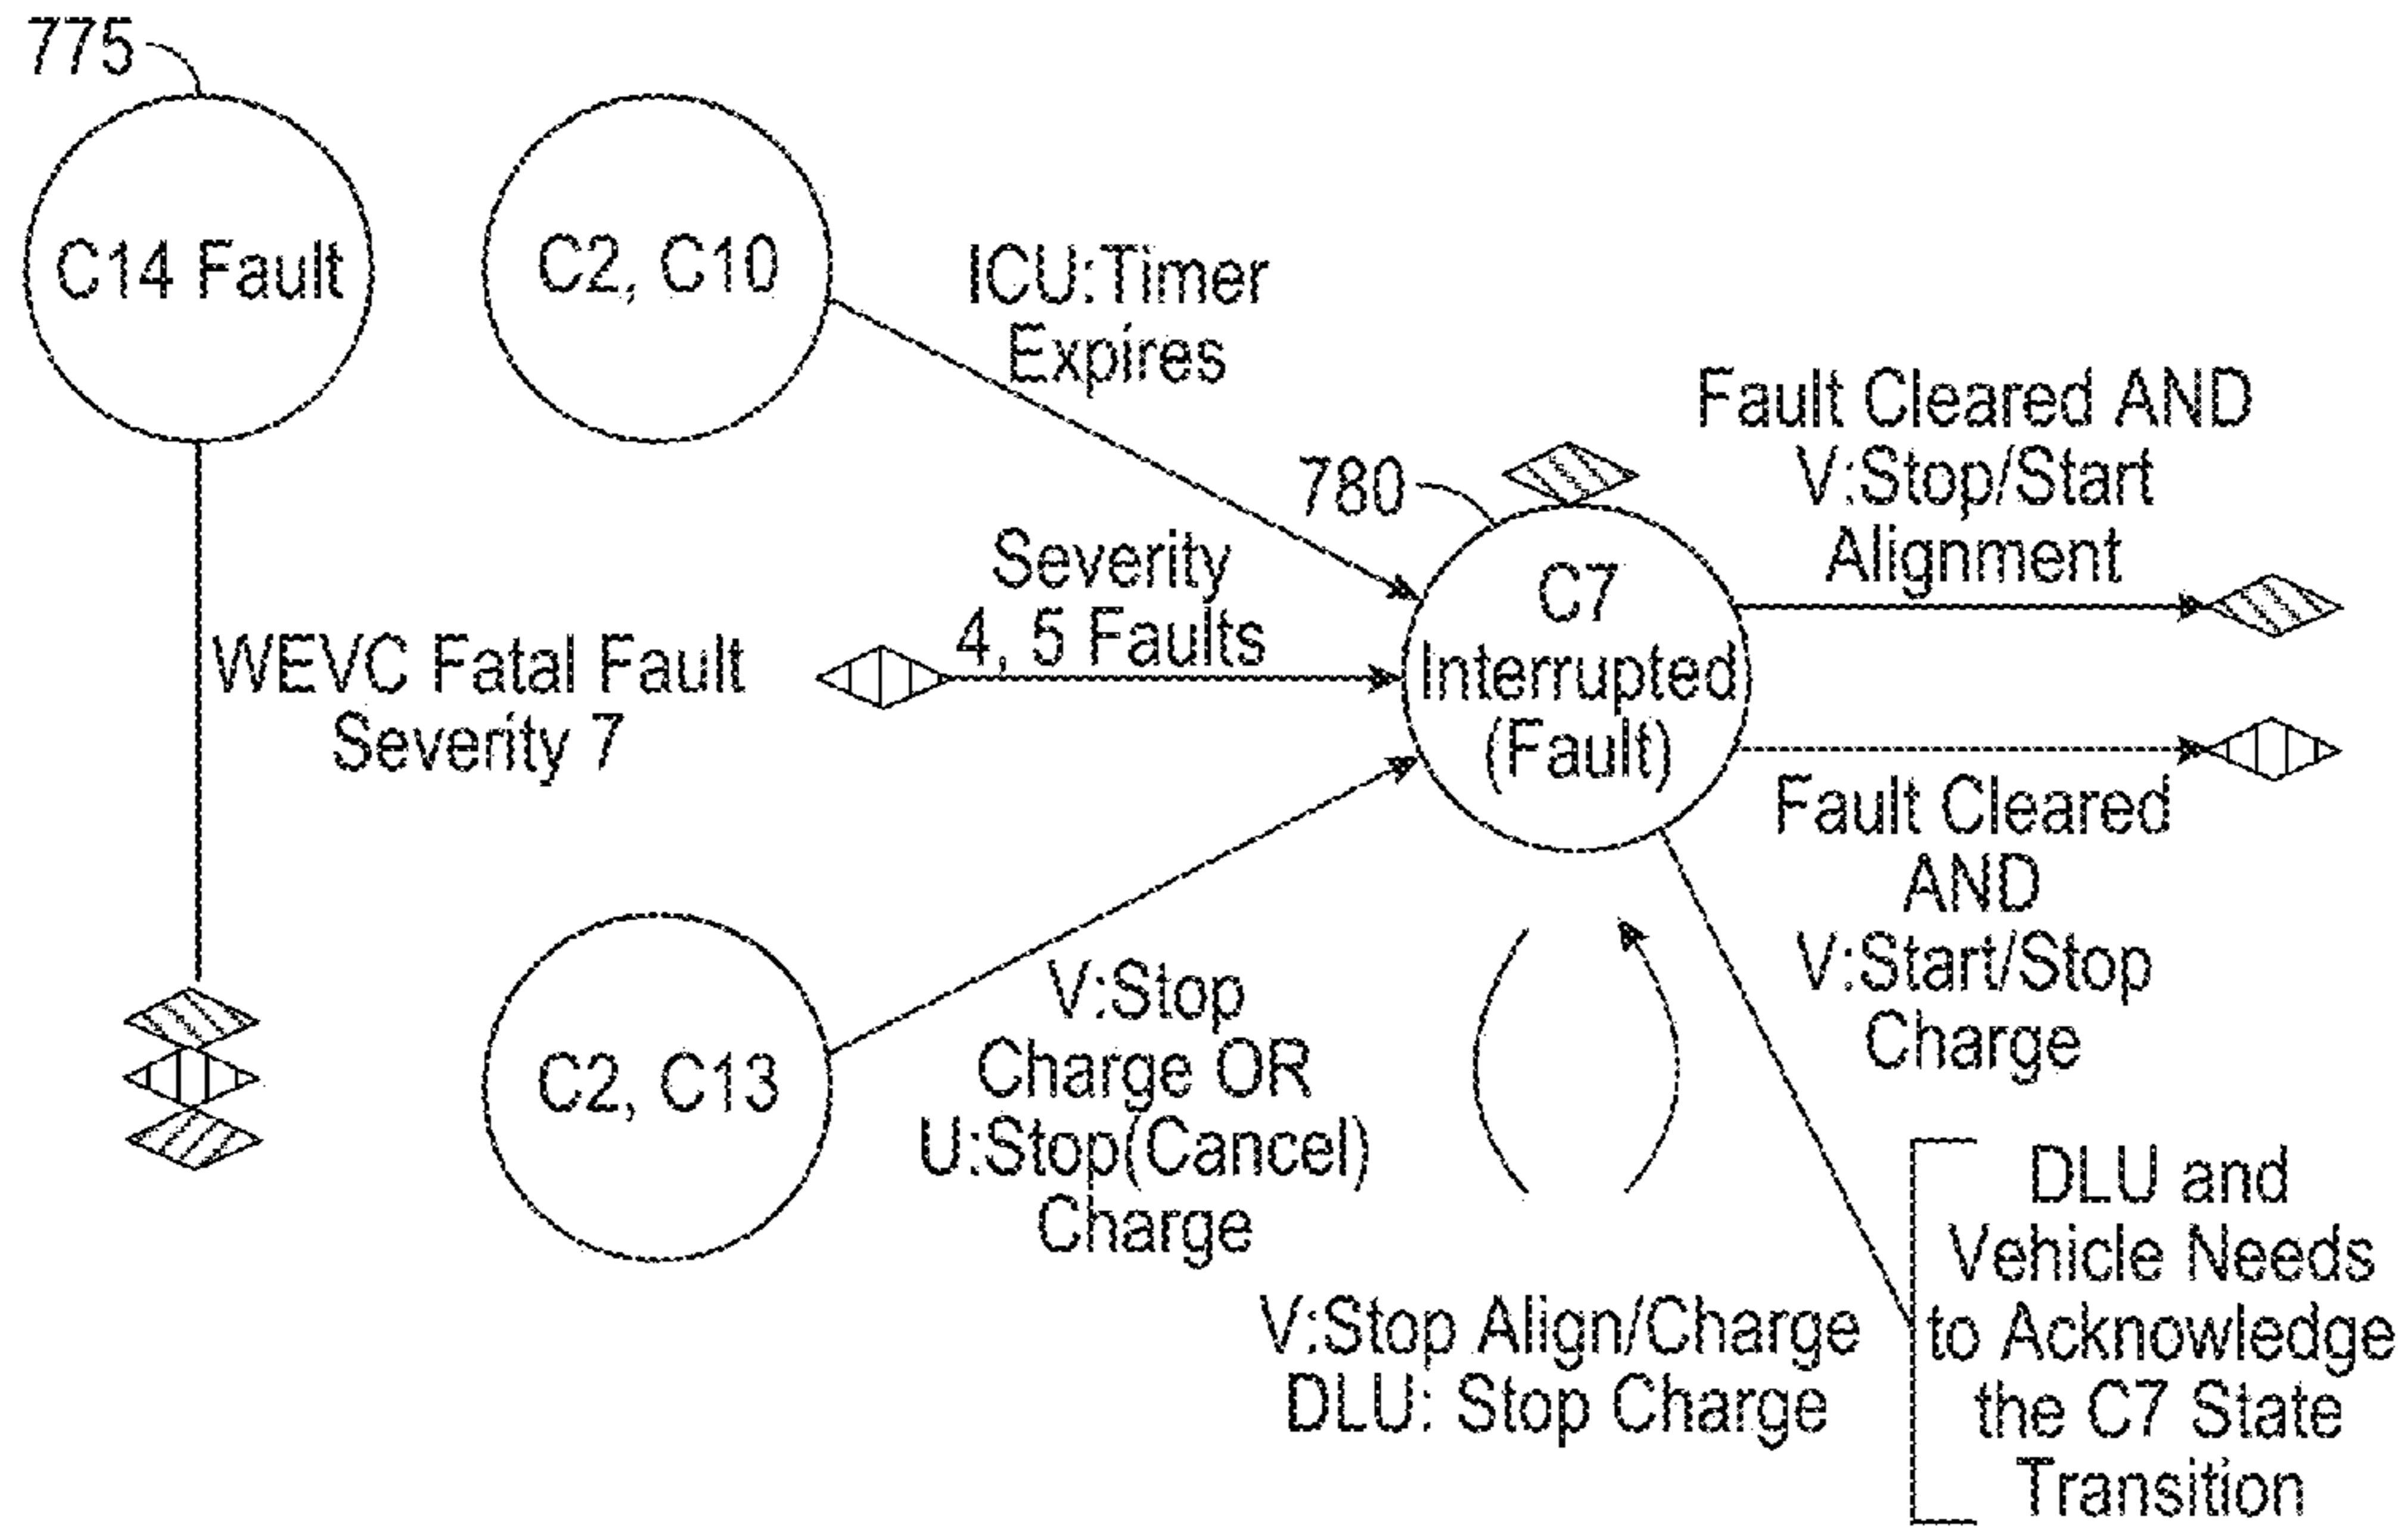 775
C14 Fault
C2, C10
ICU:Timer
Expires
Fault Cleared AND
V:Stop/Start
Alignment
780
Severity
4, 5 Faults
C7
Interrupted
(Fault)
WEVC Fatal Fault
Severity 7
Fault Cleared
AND
V:Start/Stop
Charge
C2, C13
V:Stop
Charge OR
U:Stop(Cancel)
Charge
V:Stop Align/Charge
DLU: Stop Charge
DLU and
Vehicle Needs
to Acknowledge
the C7 State
Transition